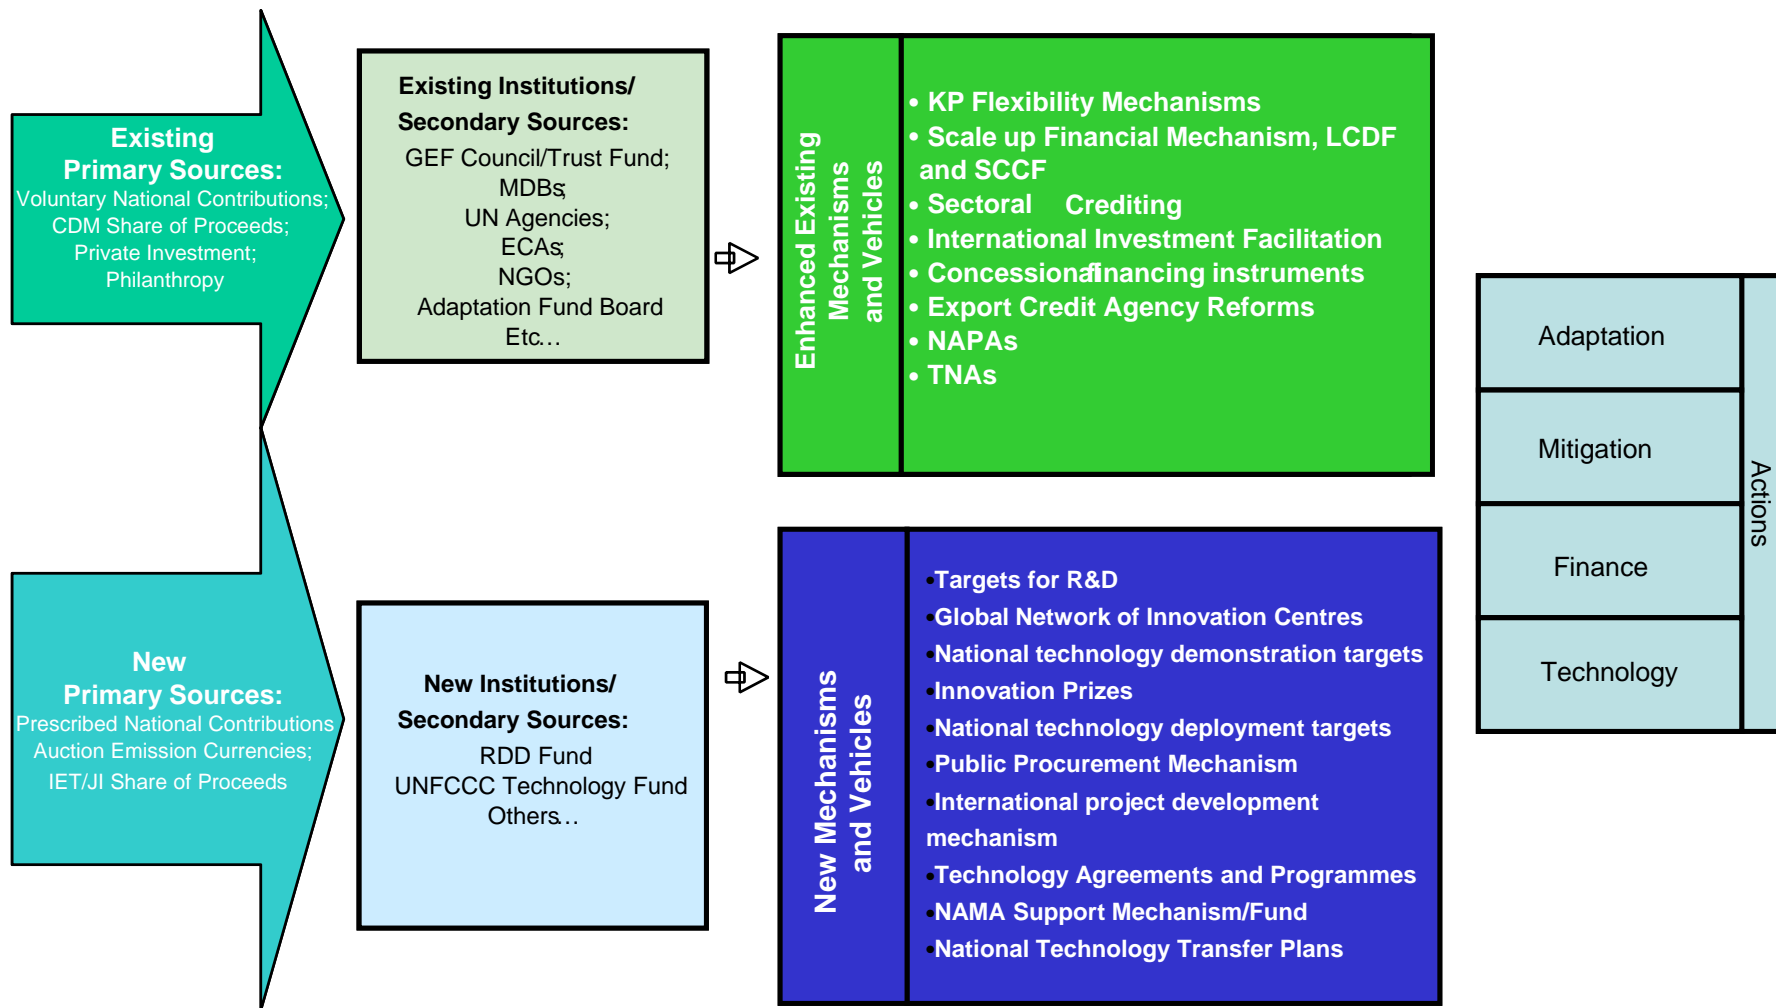 Existing
Primary Sources:
Voluntary National Contributions;
CDM Share of Proceeds;
Private Investment;
Philanthropy
Existing Institutions/
Secondary Sources:
GEF Council/Trust Fund;
MDBs;
UN Agencies;
ECAs;
NGOs;
Adaptation Fund Board
Etc…
Enhanced Existing
Mechanisms
and Vehicles
• KP Flexibility Mechanisms
• Scale up Financial Mechanism, LCDF
and SCCF
• Sectoral Crediting
• International Investment Facilitation
• Concessional financing instruments
• Export Credit Agency Reforms
• NAPAs
• TNAs
New
Primary Sources:
Prescribed National Contributions
Auction Emission Currencies;
IET/JI Share of Proceeds
New Institutions/
Secondary Sources:
RDD Fund
UNFCCC Technology Fund
Others…
New Mechanisms
and Vehicles
•Targets for R&D
•Global Network of Innovation Centres
•National technology demonstration targets
•Innovation Prizes
•National technology deployment targets
•Public Procurement Mechanism
•International project development
mechanism
•Technology Agreements and Programmes
•NAMA Support Mechanism/Fund
•National Technology Transfer Plans
Adaptation
Mitigation
Finance
Technology
Actions